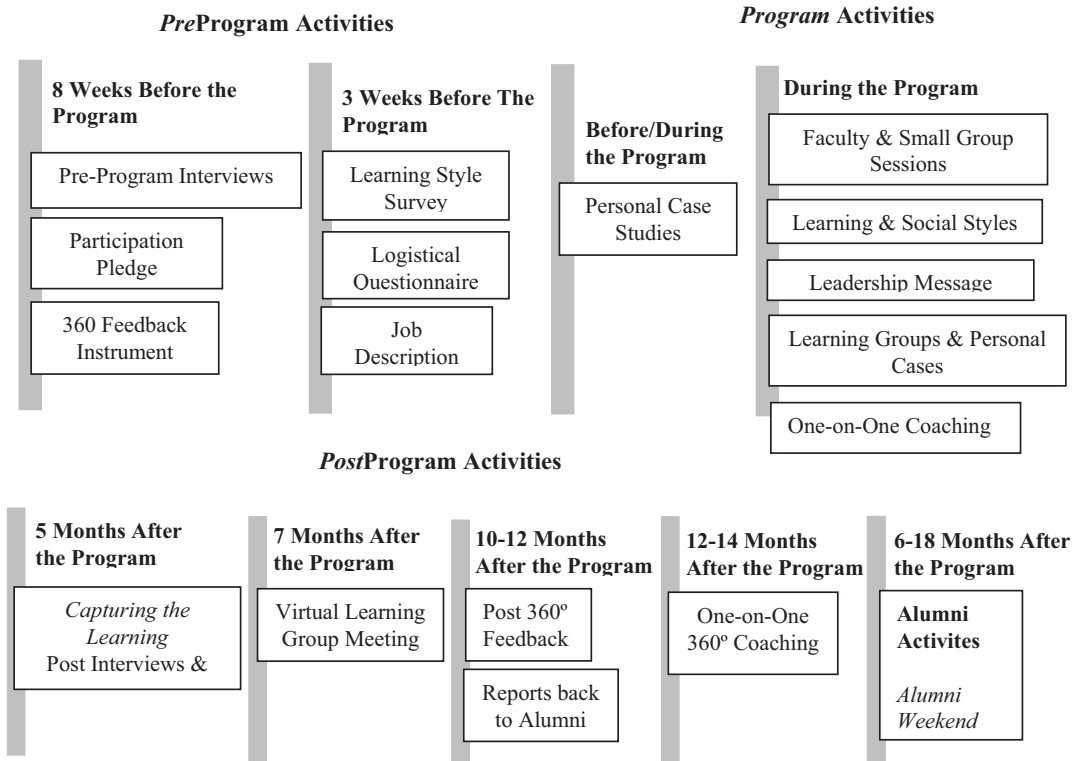 PreProgram Activities
Program Activities
8 Weeks Before the
Program
Pre-Program Interviews
Participation
Pledge
360 Feedback
Instrument
3 Weeks Before The
Program
Learning Style
Survey
Logistical
Ouestionnaire
Job
Description
Before/During
the Program
Personal Case
Studies
During the Program
Faculty & Small Group
Sessions
Learning & Social Styles
Leadership Message
Learning Groups & Personal
Cases
One-on-One Coaching
PostProgram Activities
5 Months After
the Program
Capturing the
Learning
Post Interviews &
7 Months After
the Program
Virtual Learning
Group Meeting
10-12 Months
After the Program
Post 360º
Feedback
Reports back
to Alumni
12-14 Months
After the Program
One-on-One
360º Coaching
6-18 Months After
the Program
Alumni
Activites
Alumni
Weekend